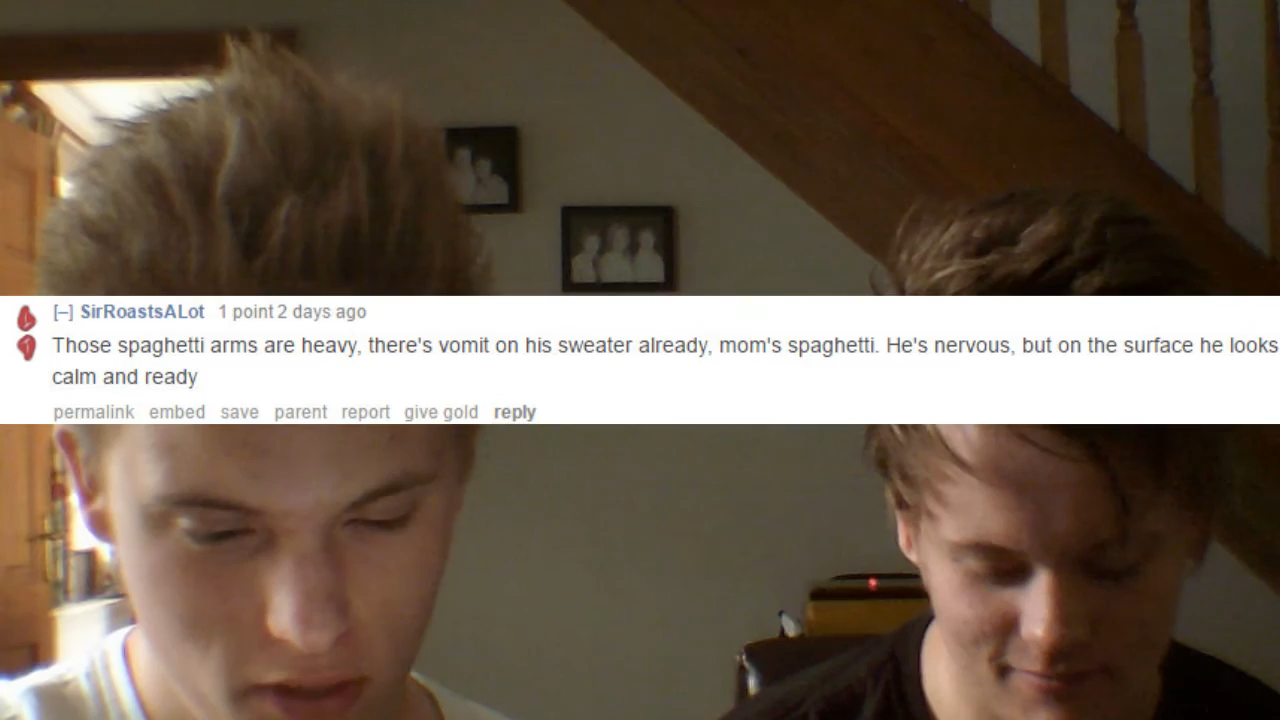 [–] SirRoastsALot 1 point 2 days ago
Those spaghetti arms are heavy, there's vomit on his sweater already, mom's spaghetti. He's nervous, but on the surface he looks
calm and ready
permalink embed save parent report give gold reply